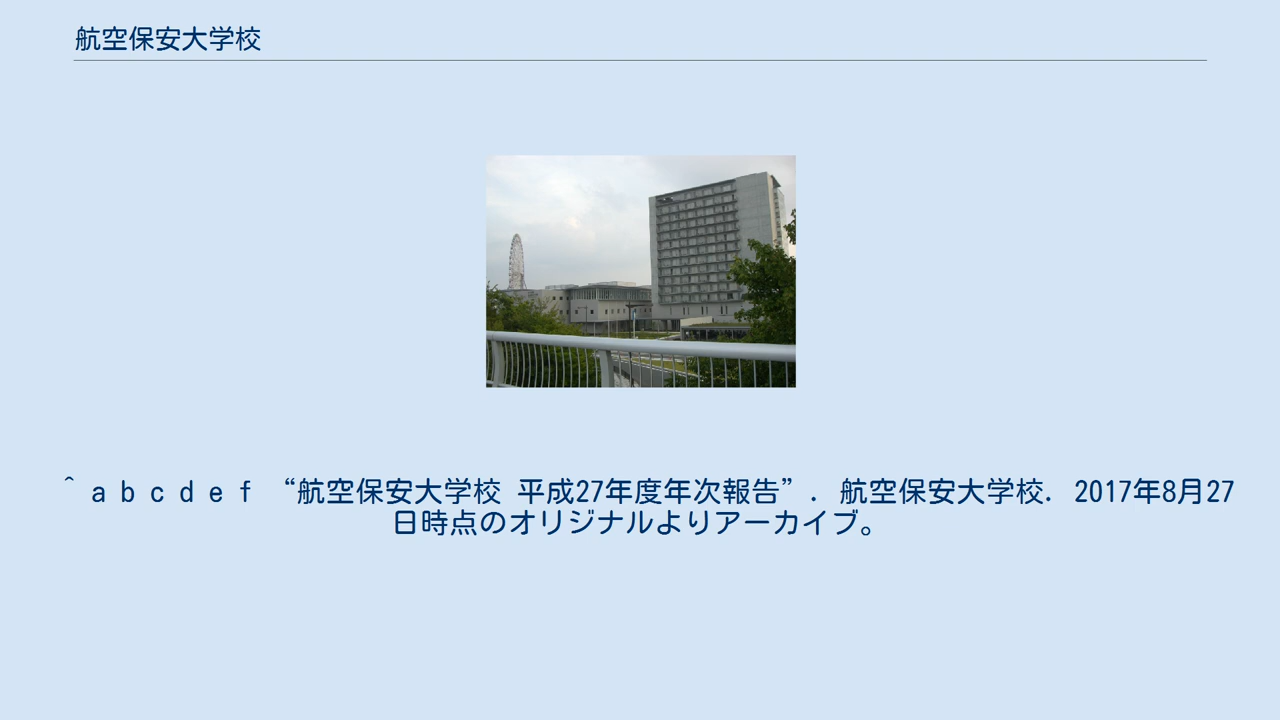 航空保安大学校
^ a b c d e f “航空保安大学校 平成27年度年次報告”. 航空保安大学校. 2017年8月27
日時点のオリジナルよりアーカイブ。